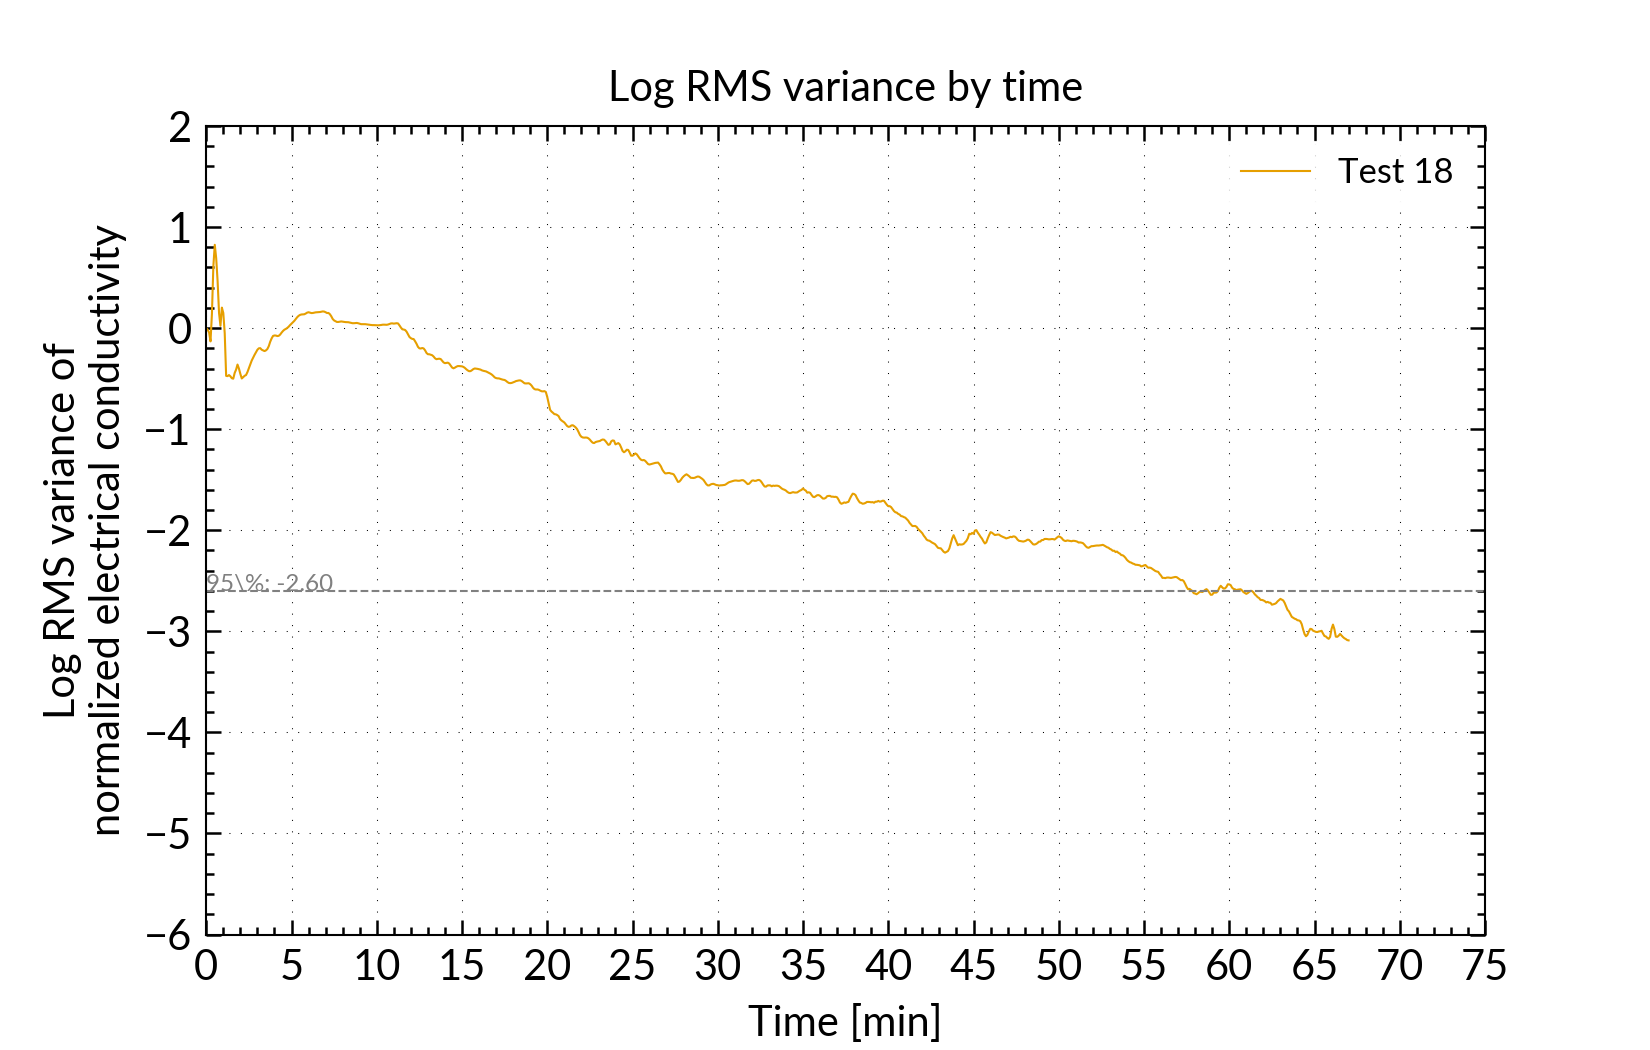 Log RMS variance by time
Test 18
Log RMS variance of
normalized electrical conductivity
2
1
0
−1
−2
−3
−4
−5
−6
95\%: -2.60
0 5 10 15 20 25 30 35 40 45 50 55 60 65 70 75
Time [min]